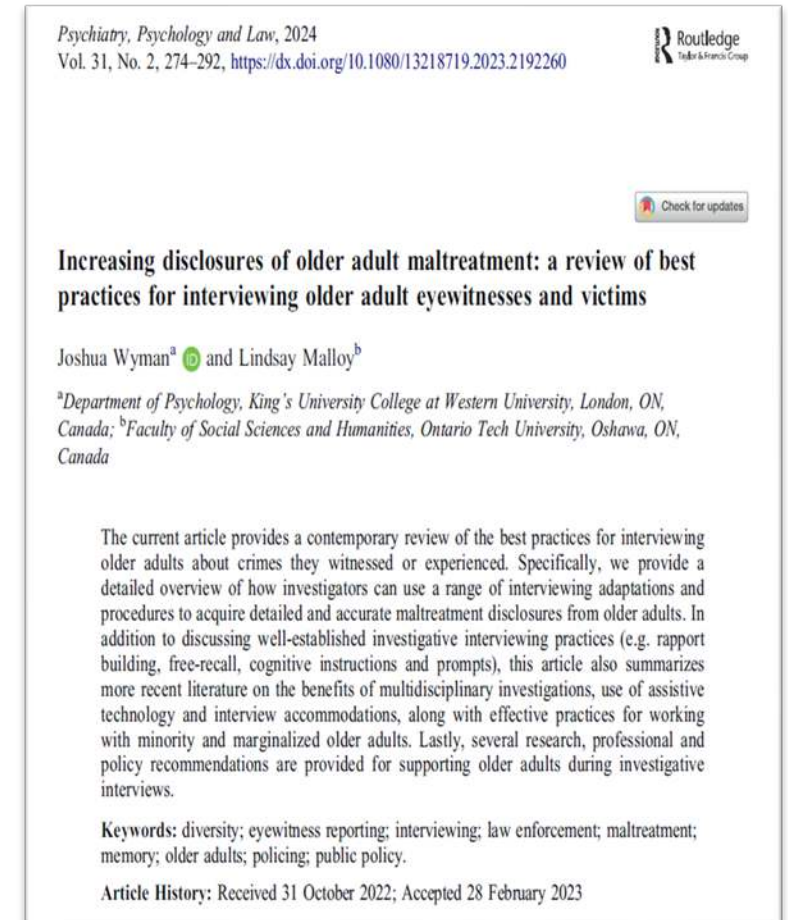 Psychiatry, Psychology and Law, 2024
Vol. 31, No. 2, 274–292, https://dx.doi.org/10.1080/13218719.2023.2192260
Routledge
Taylor & Francis Group
Check for updates
Increasing disclosures of older adult maltreatment: a review of best
practices for interviewing older adult eyewitnesses and victims
Joshua Wymana iD and Lindsay Malloyb
aDepartment of Psychology, King's University College at Western University, London, ON,
Canada; bFaculty of Social Sciences and Humanities, Ontario Tech University, Oshawa, ON,
Canada
The current article provides a contemporary review of the best practices for interviewing
older adults about crimes they witnessed or experienced. Specifically, we provide a
detailed overview of how investigators can use a range of interviewing adaptations and
procedures to acquire detailed and accurate maltreatment disclosures from older adults. In
addition to discussing well-established investigative interviewing practices (e.g. rapport
building, free-recall, cognitive instructions and prompts), this article also summarizes
more recent literature on the benefits of multidisciplinary investigations, use of assistive
technology and interview accommodations, along with effective practices for working
with minority and marginalized older adults. Lastly, several research, professional and
policy recommendations are provided for supporting older adults during investigative
interviews.
Keywords: diversity; eyewitness reporting; interviewing; law enforcement; maltreatment;
memory; older adults; policing; public policy.
Article History: Received 31 October 2022; Accepted 28 February 2023